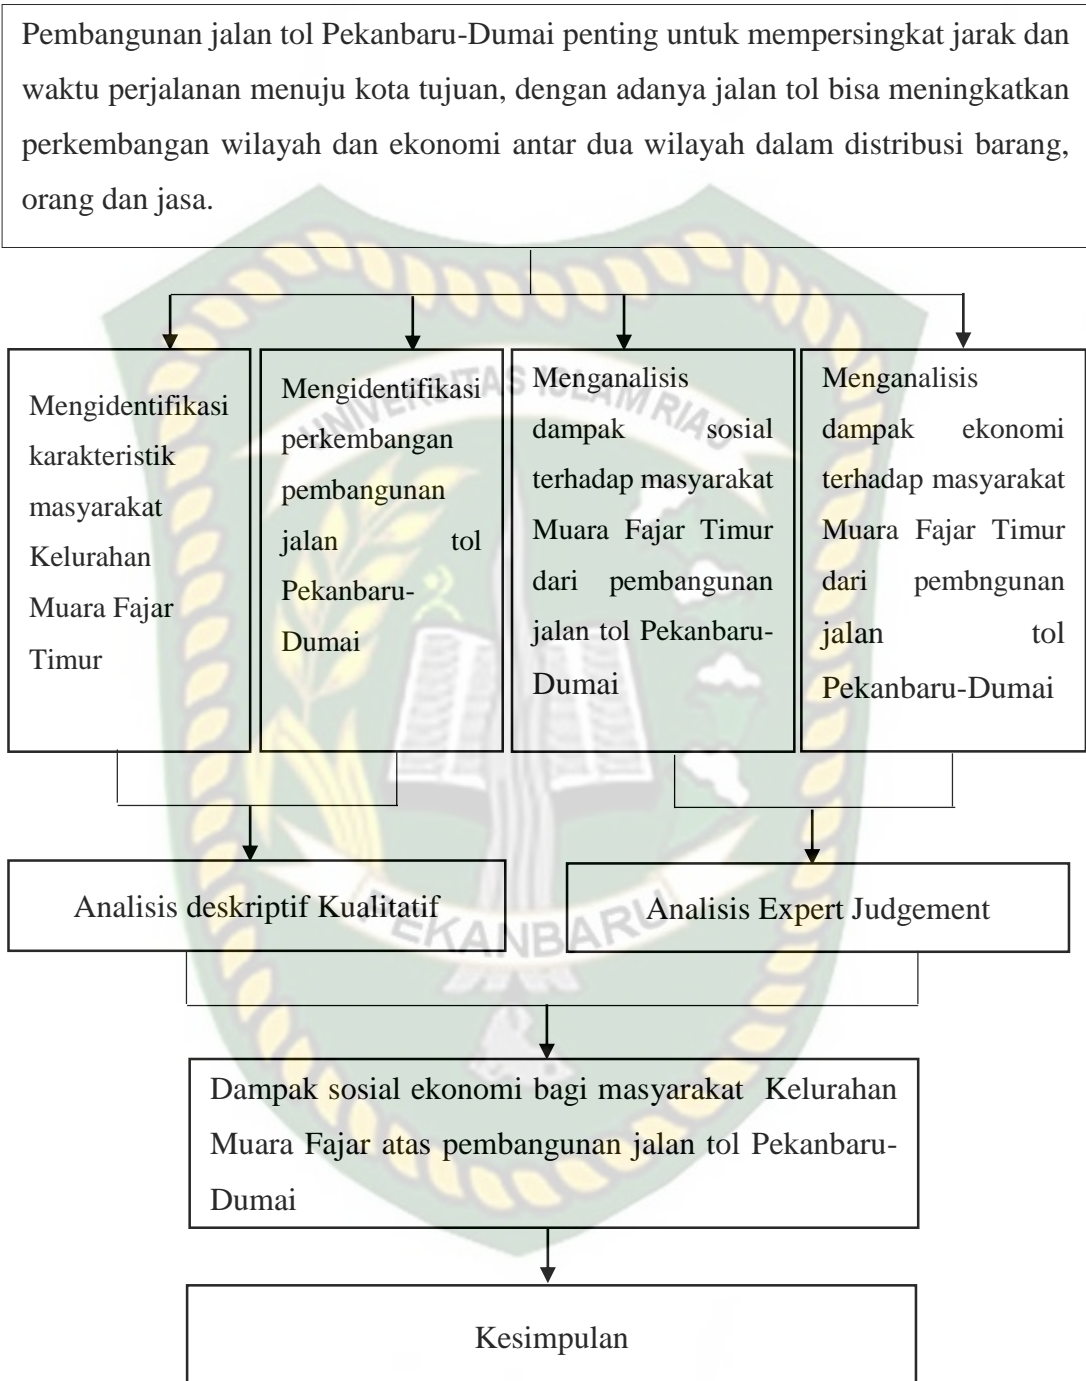 Pembangunan jalan tol Pekanbaru-Dumai penting untuk mempersingkat jarak dan
waktu perjalanan menuju kota tujuan, dengan adanya jalan tol bisa meningkatkan
perkembangan wilayah dan ekonomi antar dua wilayah dalam distribusi barang,
orang dan jasa.
Mengidentifikasi
karakteristik
masyarakat
Kelurahan
Muara Fajar
Timur
Mengidentifikasi
perkembangan
pembangunan
jalan tol
Pekanbaru-
Dumai
Menganalisis
dampak sosial
terhadap masyarakat
Muara Fajar Timur
dari pembangunan
jalan tol Pekanbaru-
Dumai
Menganalisis
dampak ekonomi
terhadap masyarakat
Muara Fajar Timur
dari pembngunan
jalan tol
Pekanbaru-Dumai
UNIVERSITAS ISLAM RIAU
Analisis deskriptif Kualitatif
Analisis Expert Judgement
PEKANBARU
Dampak sosial ekonomi bagi masyarakat Kelurahan
Muara Fajar atas pembangunan jalan tol Pekanbaru-
Dumai
Kesimpulan